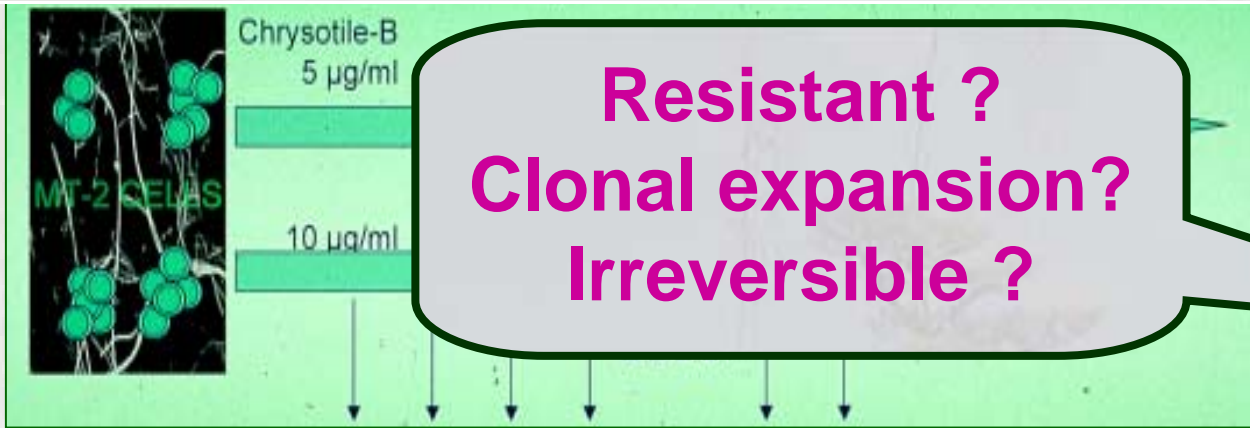 Chrysotile-B
5 µg/ml
MT-2 CELLS
10 µg/ml
Resistant ?
Clonal expansion?
Irreversible ?